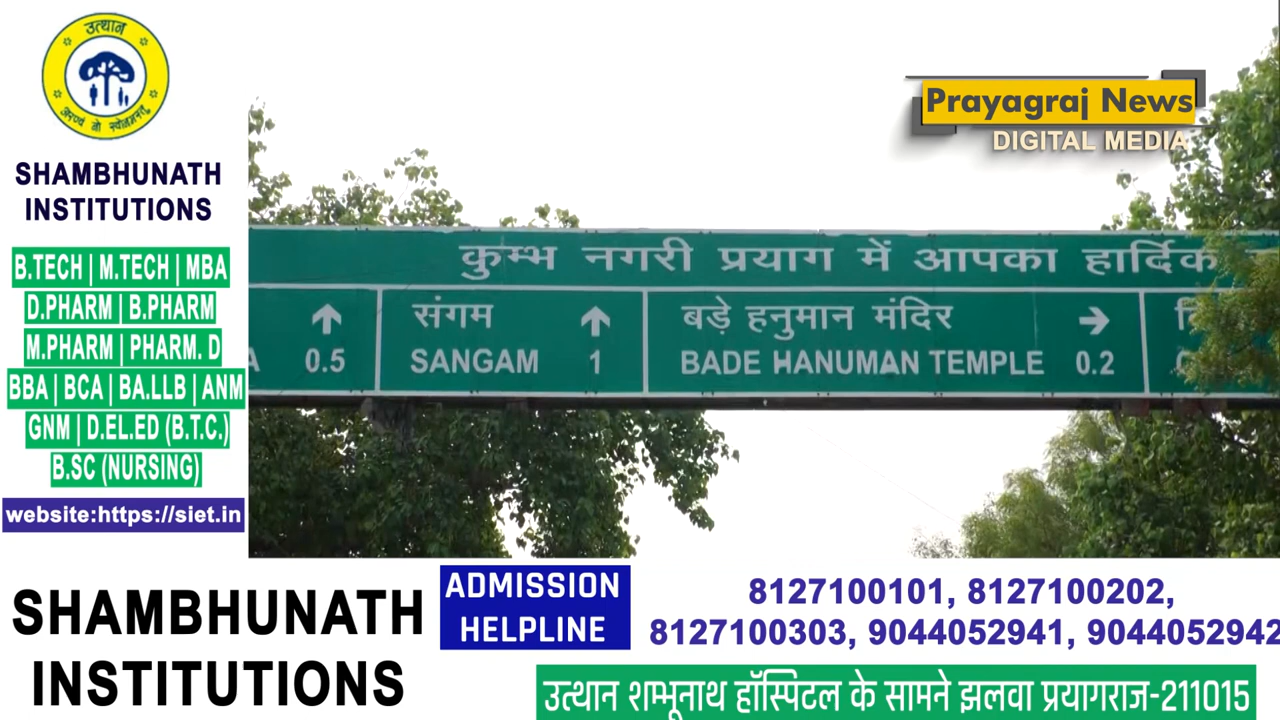 उत्थान
अरण्यं नो स्योनमस्तु
SHAMBHUNATH
INSTITUTIONS
B.TECH | M.TECH | MBA
D.PHARM | B.PHARM
M.PHARM | PHARM. D
BBA | BCA | BA.LLB | ANM
GNM | D.EL.ED (B.T.C.)
B.SC (NURSING)
website:https://siet.in
Prayagraj News
DIGITAL MEDIA
कुम्भ नगरी प्रयाग में आपका हार्दिक
0.5
संगम
SANGAM 1
बड़े हनुमान मंदिर
BADE HANUMAN TEMPLE 0.2
SHAMBHUNATH
INSTITUTIONS
ADMISSION
HELPLINE
8127100101, 8127100202,
8127100303, 9044052941, 9044052942
उत्थान शम्भूनाथ हॉस्पिटल के सामने झलवा प्रयागराज-211015